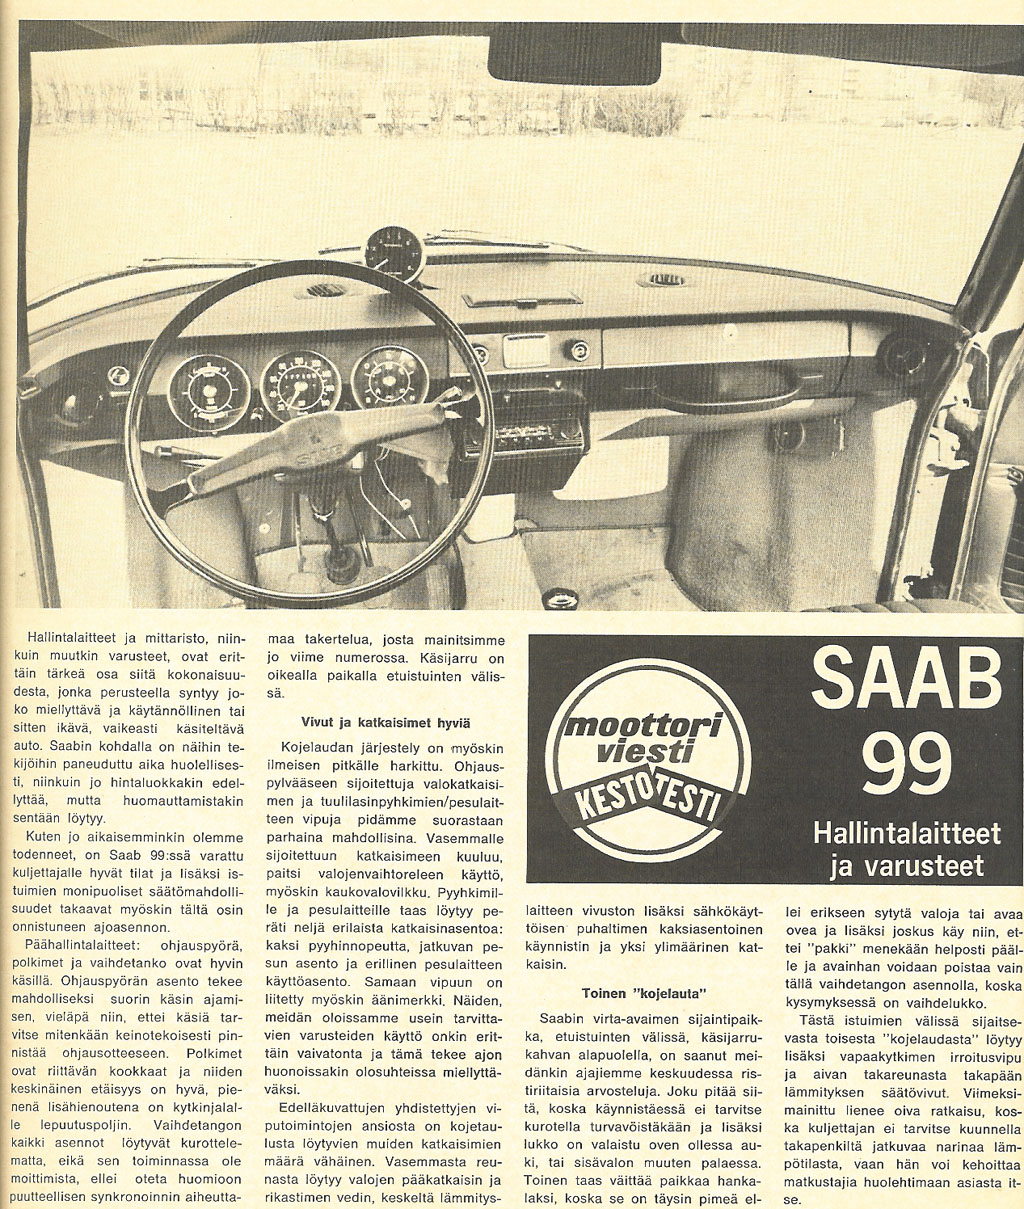 Hallintalaitteet ja mittaristo, niin-
kuin muutkin varusteet, ovat erit-
täin tärkeä osa siitä kokonaisuu-
desta, jonka perusteella syntyy jo-
ko miellyttävä ja käytännöllinen tai
sitten ikävä, vaikeasti käsiteltävä
auto. Saabin kohdalla on näihin te-
kijöihin paneuduttu aika huolellises-
ti, niinkuin jo hintaluokkakin edel-
lyttää, mutta huomauttamistakin
sentään löytyy.
Kuten jo aikaisemminkin olemme
todenneet, on Saab 99:ssä varattu
kuljettajalle hyvät tilat ja lisäksi is-
tuimien monipuoliset säätömahdolli-
suudet takaavat myöskin tältä osin
onnistuneen ajoasennon.
Päähallintalaitteet: ohjauspyörä,
polkimet ja vaihdetanko ovat hyvin
käsillä. Ohjauspyörän asento tekee
mahdolliseksi suorin käsin ajami-
sen, vieläpä niin, ettei käsiä tar-
vitse mitenkään keinotekoisesti pin-
nistää ohjausotteeseen. Polkimet
ovat riittävän kookkaat ja niiden
keskinäinen etäisyys on hyvä, pie-
nenä lisähienoutena on kytkinjalal-
le lepuutuspoljin. Vaihdetangon
kaikki asennot löytyvät kurottele-
matta, eikä sen toiminnassa ole
moittimista, ellei oteta huomioon
puutteellisen synkronoinnin aiheutta-
maa takertelua, josta mainitsimme
jo viime numerossa. Käsijarru on
oikealla paikalla etuistuinten välis-
sä.
Vivut ja katkaisimet hyviä
Kojelaudan järjestely on myöskin
ilmeisen pitkälle harkittu. Ohjaus-
pylvääseen sijoitettuja valokatkaisi-
men ja tuulilasinpyhkimien/pesulait-
teen vipuja pidämme suorastaan
parhaina mahdollisina. Vasemmalle
sijoitettuun katkaisimeen kuuluu,
paitsi valojenvaihtoreleen käyttö,
myöskin kaukovalovilkku. Pyyhkimil-
le ja pesulaitteille taas löytyy pe-
räti neljä erilaista katkaisinasentoa:
kaksi pyyhinnopeutta, jatkuvan pe-
sun asento ja erillinen pesulaitteen
käyttöasento. Samaan vipuun on
liitetty myöskin äänimerkki. Näiden,
meidän oloissamme usein tarvitta-
vien varusteiden käyttö onkin erit-
täin vaivatonta ja tämä tekee ajon
huonoissakin olosuhteissa miellyttä-
väksi.
Edelläkuvattujen yhdistettyjen vi-
putoimintojen ansiosta on kojetau-
lusta löytyvien muiden katkaisimien
määrä vähäinen. Vasemmasta reu-
nasta löytyy valojen pääkatkaisin ja
rikastimen vedin, keskeltä lämmitys-
moottori
viesti
KESTOTESTI
SAAB
99
Hallintalaitteet
ja varusteet
laitteen vivuston lisäksi sähkökäyt-
töisen puhaltimen kaksiasentoinen
käynnistin ja yksi ylimäärinen kat-
kaisin.
Toinen "kojelauta"
Saabin virta-avaimen sijaintipaik-
ka, etuistuinten välissä, käsijarru-
kahvan alapuolella, on saanut mei-
dänkin ajajiemme keskuudessa ris-
tiriitaisia arvosteluja. Joku pitää sii-
tä, koska käynnistäessä ei tarvitse
kurotella turvavöistäkään ja lisäksi
lukko on valaistu oven ollessa au-
ki, tai sisävalon muuten palaessa.
Toinen taas väittää paikkaa hanka-
laksi, koska se on täysin pimeä el-
lei erikseen sytytä valoja tai avaa
ovea ja lisäksi joskus käy niin, et-
tei "pakki" menekään helposti pääl-
le ja avainhan voidaan poistaa vain
tällä vaihdetangon asennolla, koska
kysymyksessä on vaihdelukko.
Tästä istuimien välissä sijaitse-
vasta toisesta "kojelaudasta" löytyy
lisäksi vapaakytkimen irroitusvipu
ja aivan takareunasta takapään
lämmityksen säätövivut. Viimeksi-
mainittu lienee oiva ratkaisu, kos-
ka kuljettajan ei tarvitse kuunnella
takapenkiltä jatkuvaa narinaa läm-
pötilasta, vaan hän voi kehoittaa
matkustajia huolehtimaan asiasta it-
se.